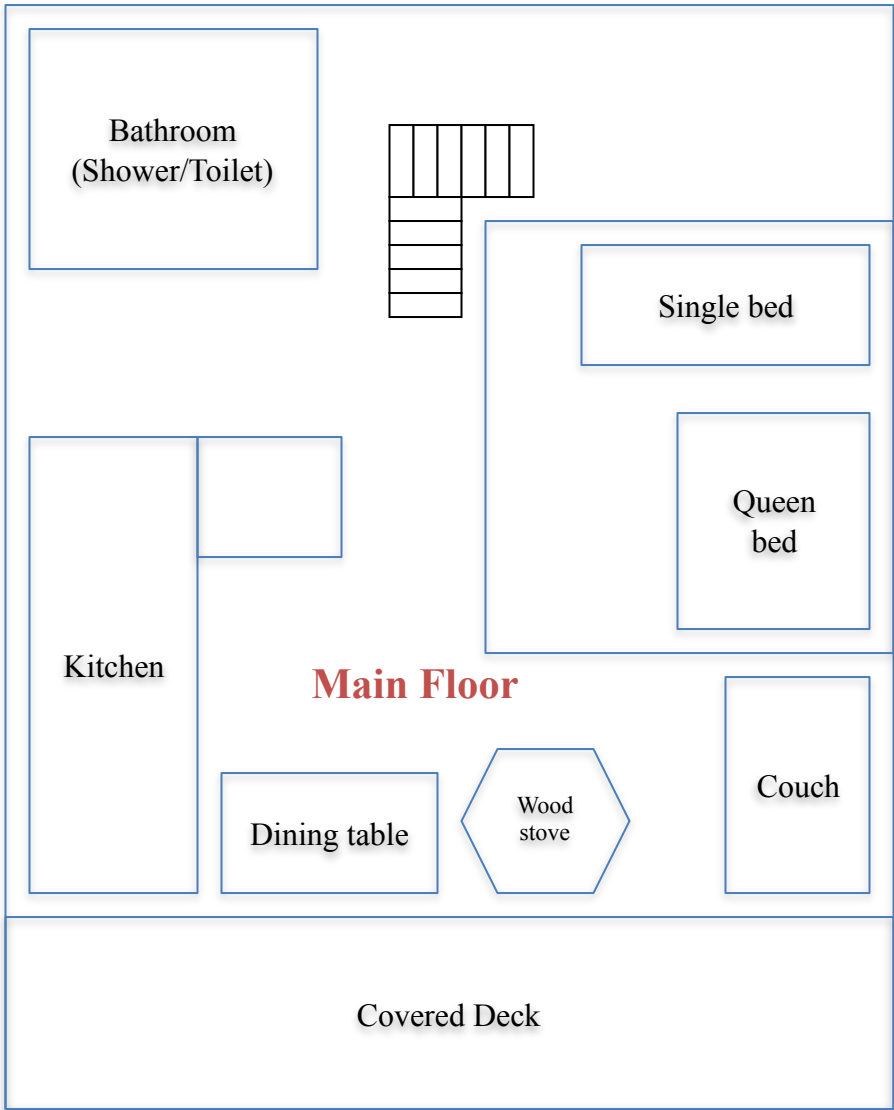 Bathroom
(Shower/Toilet)
Single bed
Queen
bed
Kitchen
Main Floor
Couch
Wood
stove
Dining table
Covered Deck